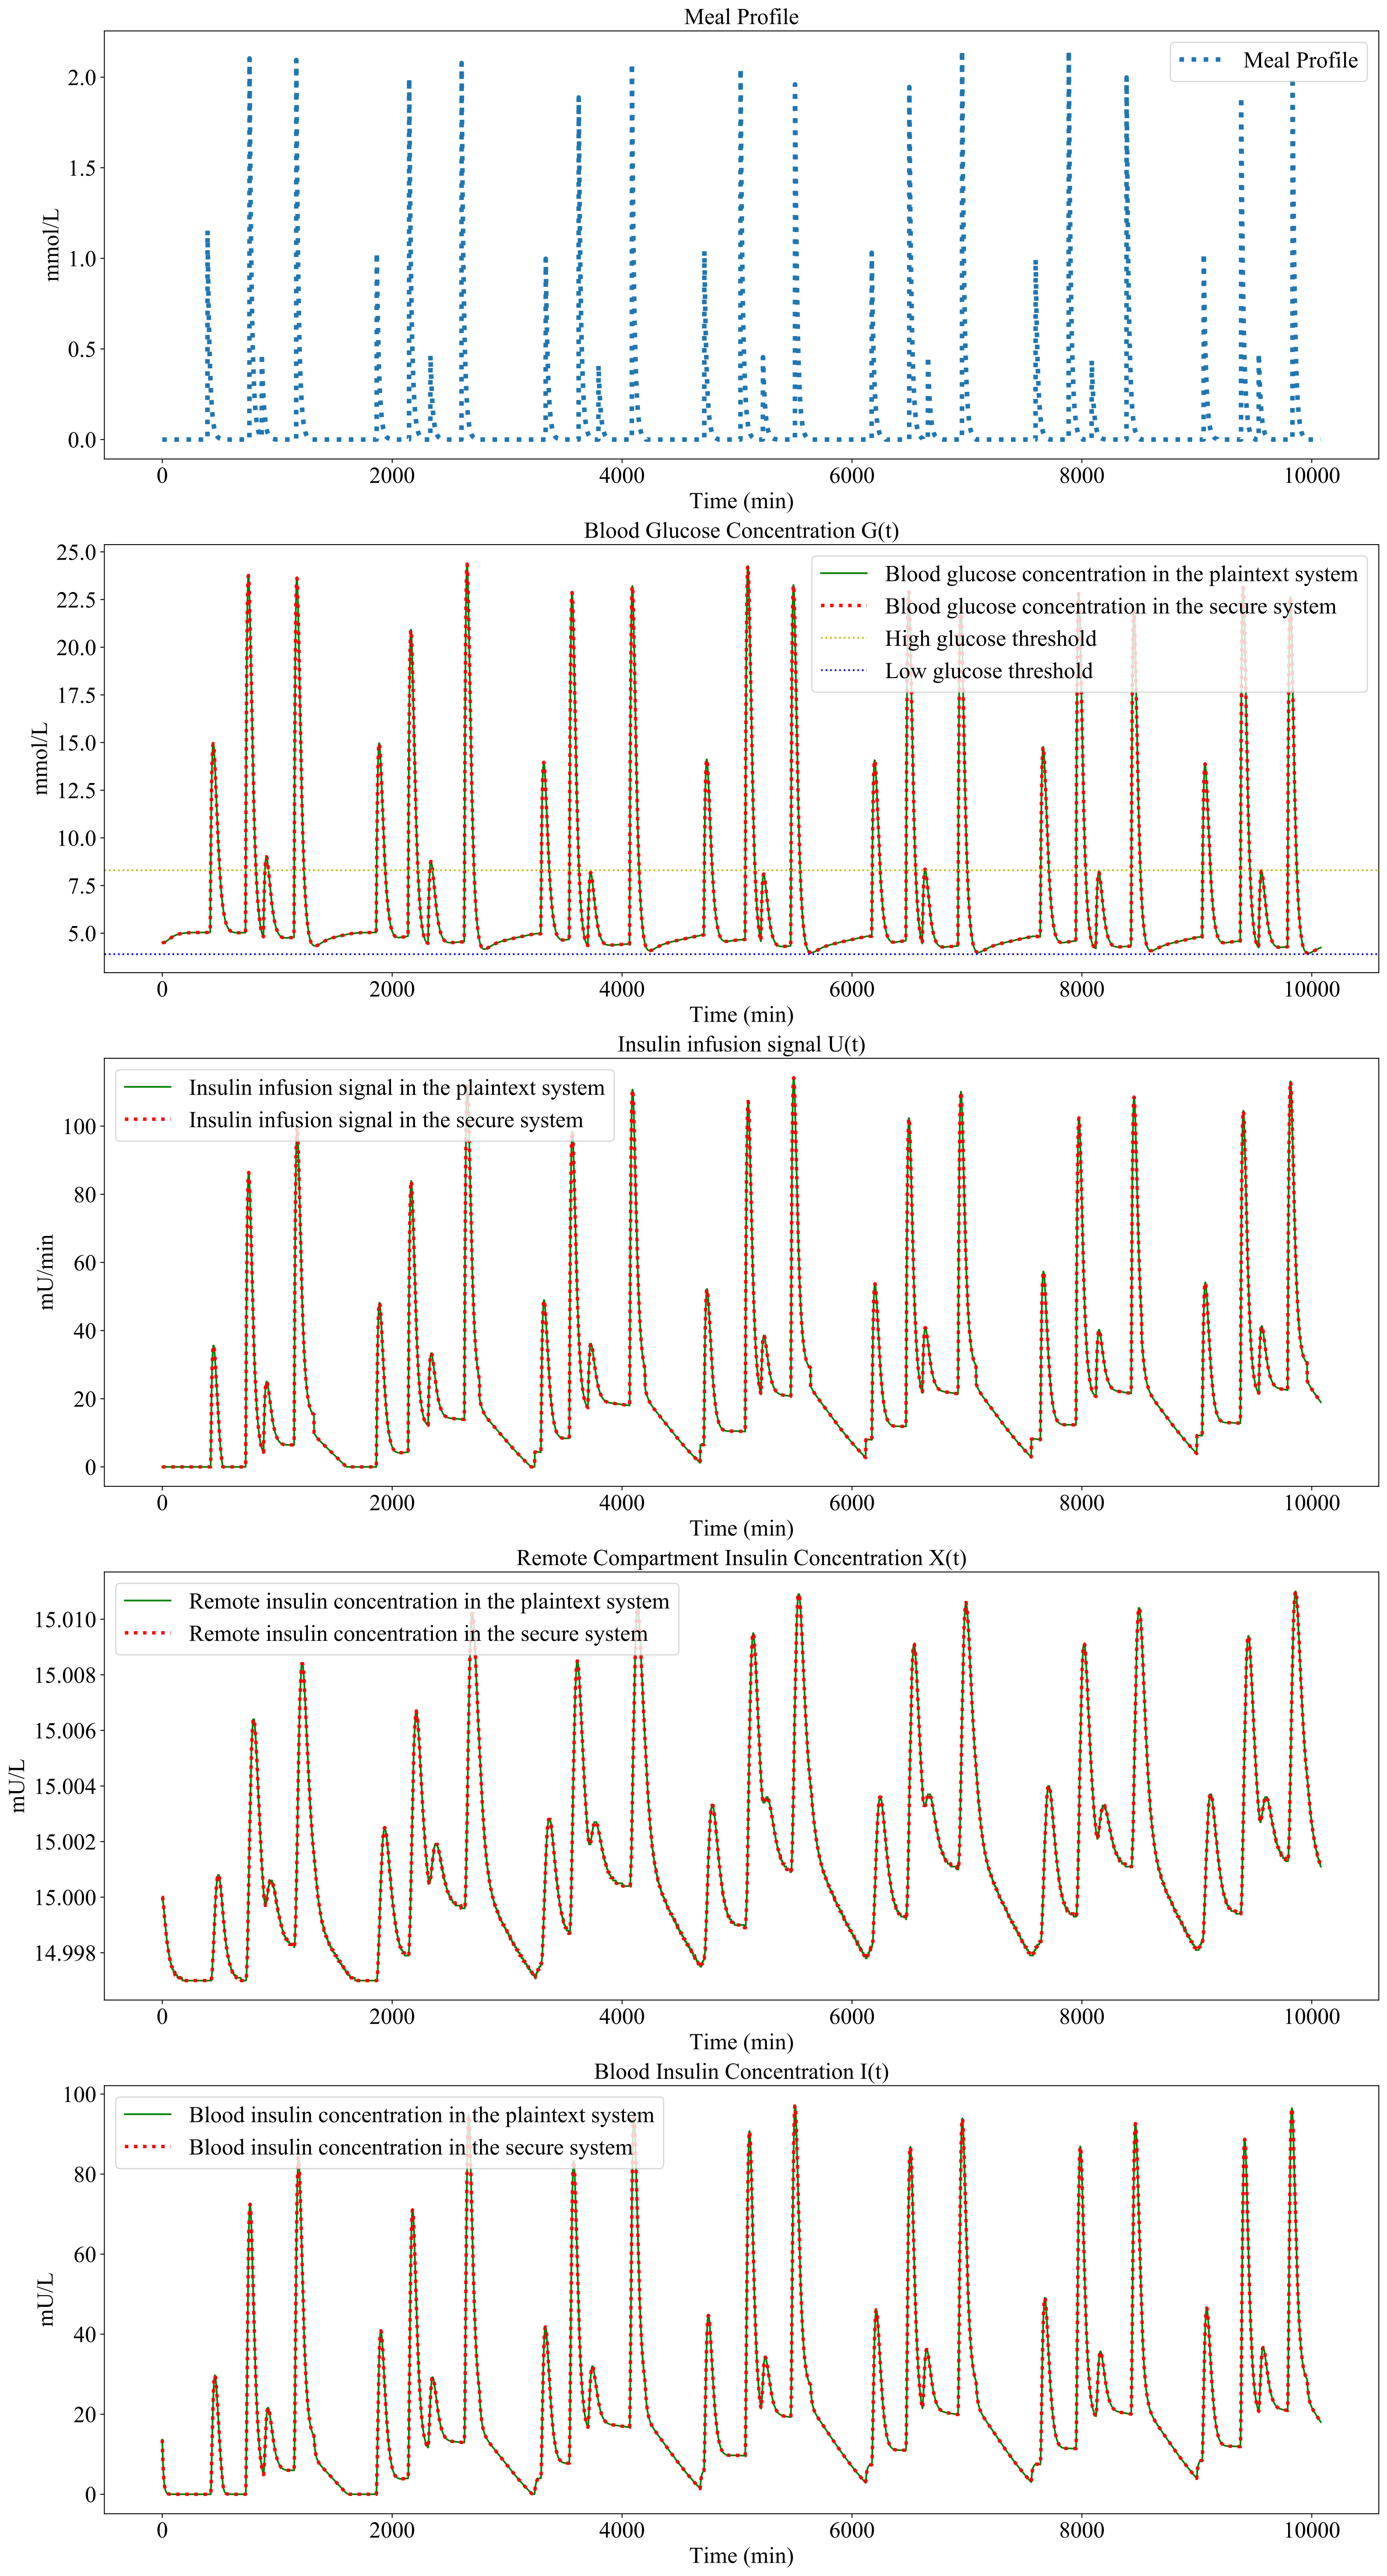 Meal Profile
Meal Profile
mmol/L
2.0
1.5
1.0
0.5
0.0
0 2000 4000 6000 8000 10000
Time (min)
Blood Glucose Concentration G(t)
Blood glucose concentration in the plaintext system
Blood glucose concentration in the secure system
High glucose threshold
Low glucose threshold
mmol/L
25.0
22.5
20.0
17.5
15.0
12.5
10.0
7.5
5.0
0 2000 4000 6000 8000 10000
Time (min)
Insulin infusion signal U(t)
Insulin infusion signal in the plaintext system
Insulin infusion signal in the secure system
mU/min
100
80
60
40
20
0
0 2000 4000 6000 8000 10000
Time (min)
Remote Compartment Insulin Concentration X(t)
Remote insulin concentration in the plaintext system
Remote insulin concentration in the secure system
mU/L
15.010
15.008
15.006
15.004
15.002
15.000
14.998
0 2000 4000 6000 8000 10000
Time (min)
Blood Insulin Concentration I(t)
Blood insulin concentration in the plaintext system
Blood insulin concentration in the secure system
mU/L
100
80
60
40
20
0
0 2000 4000 6000 8000 10000
Time (min)